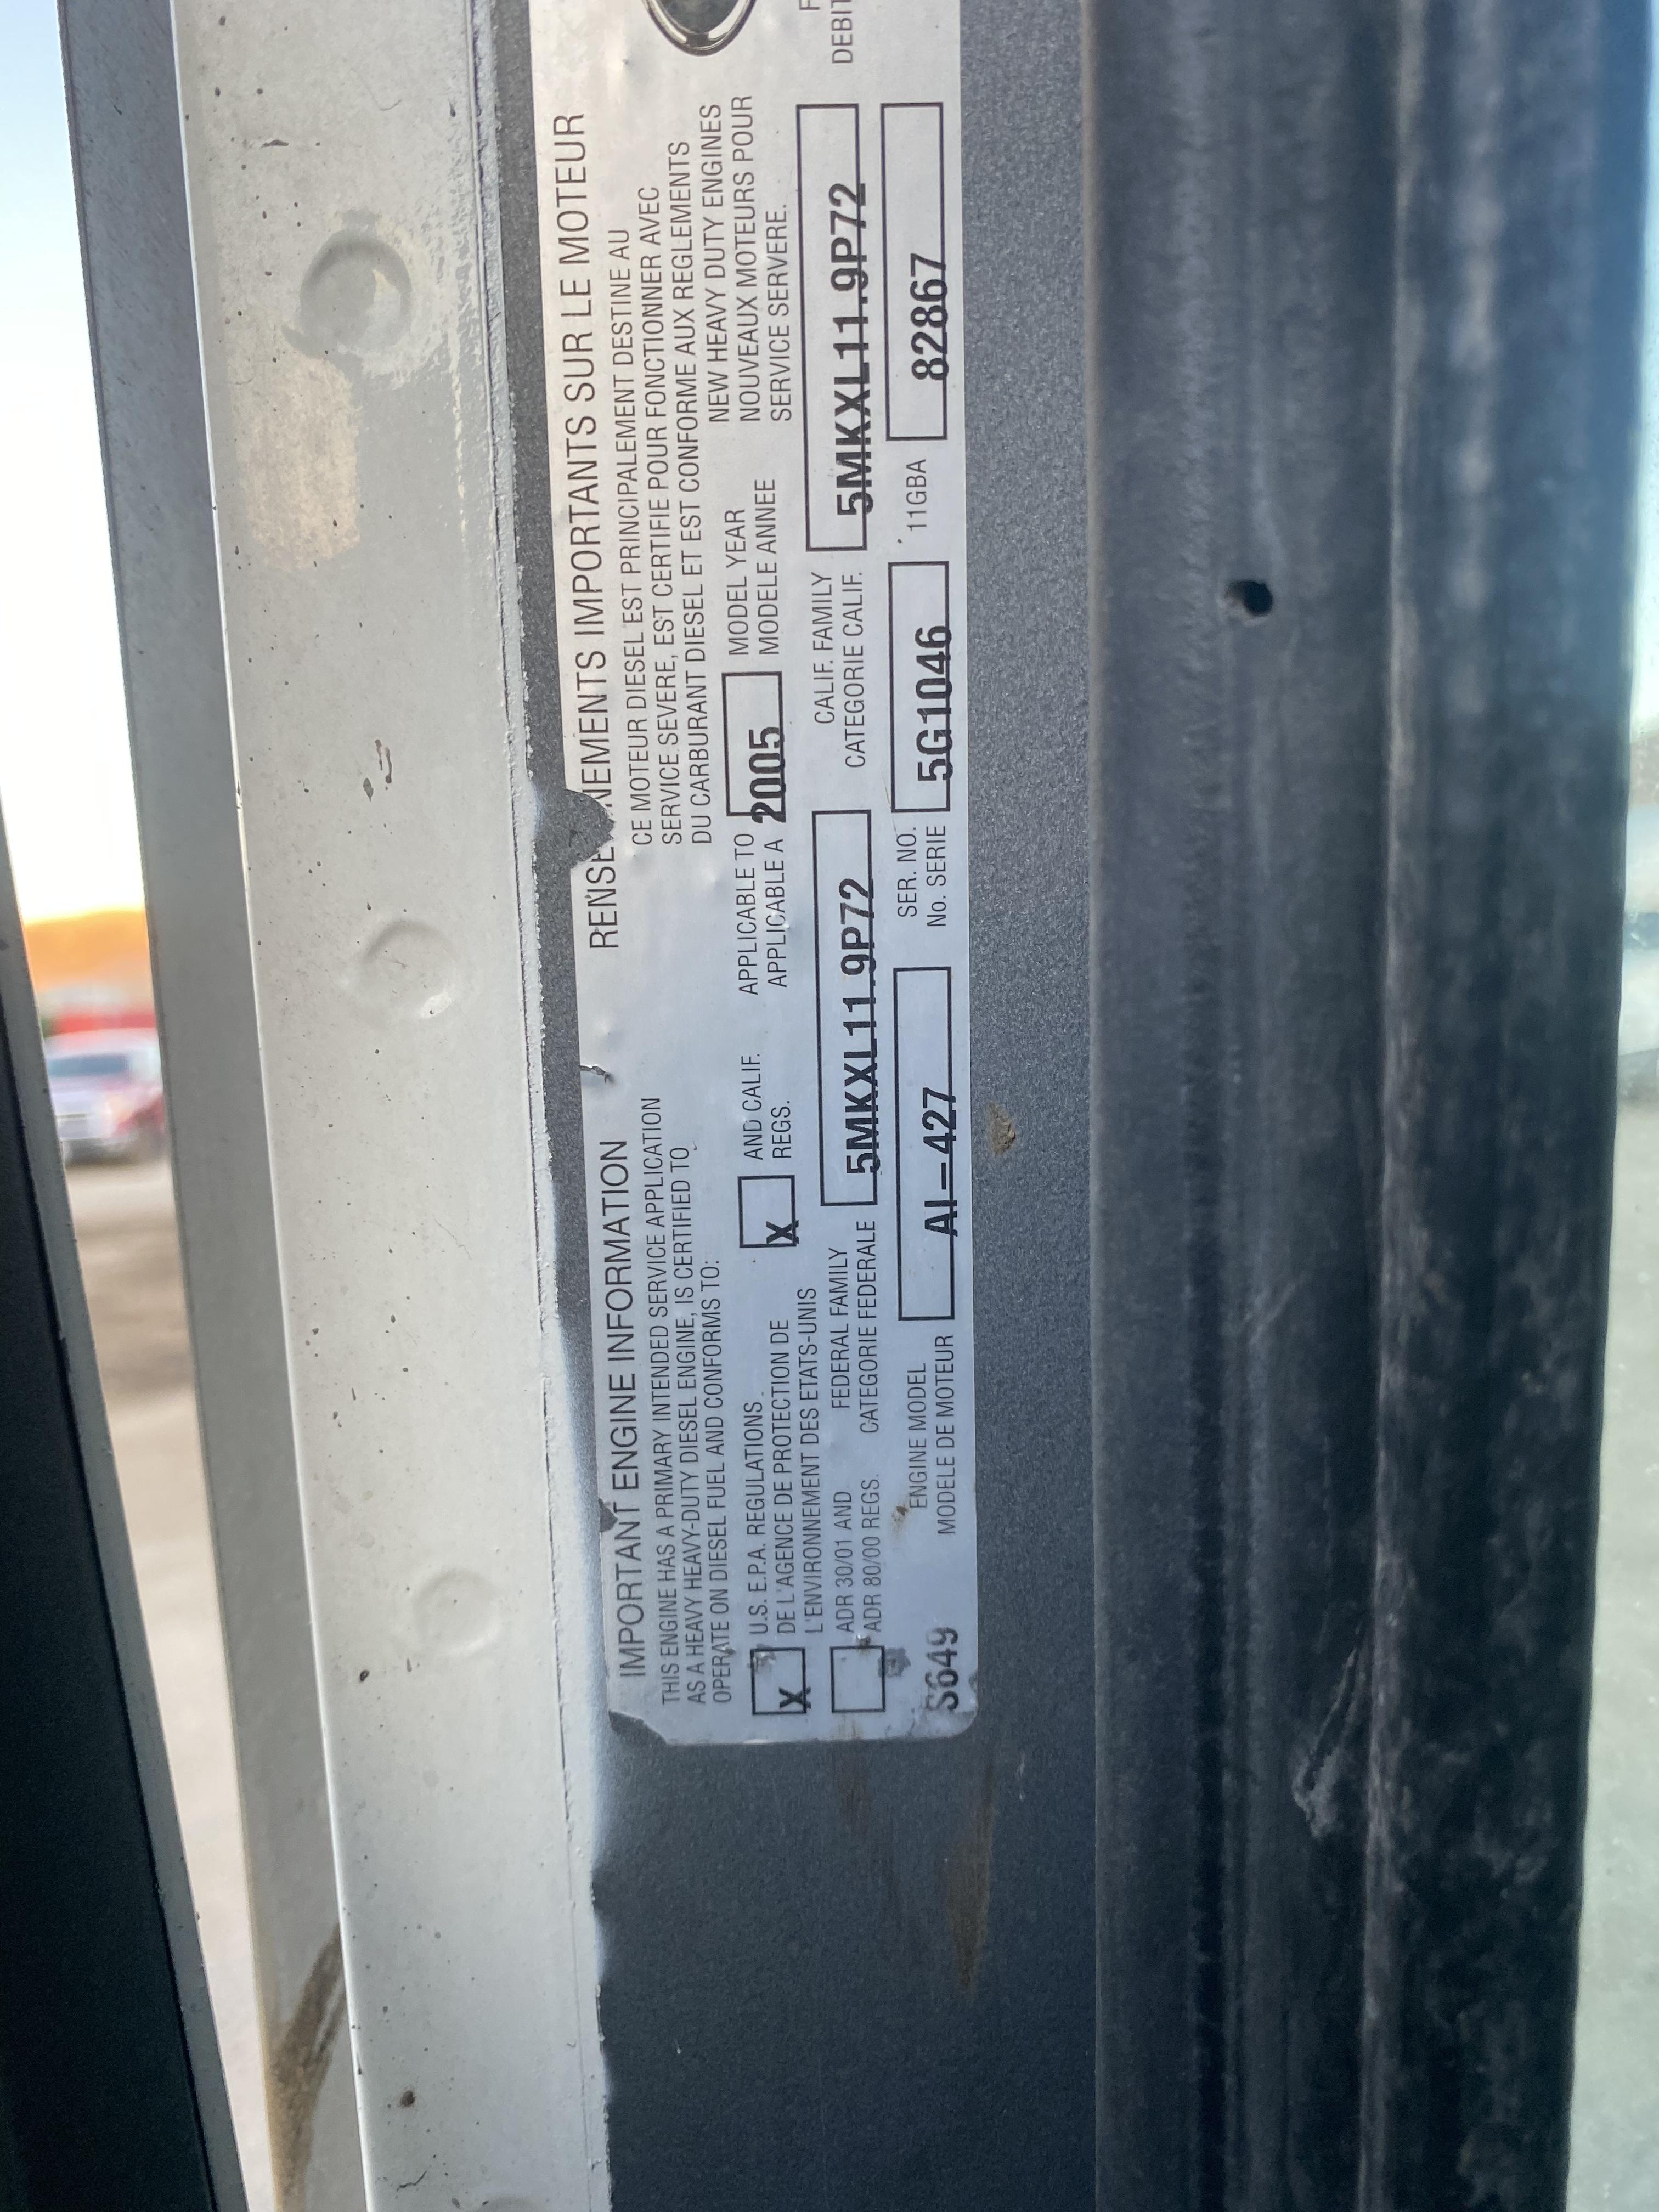 IMPORTANT ENGINE INFORMATION
THIS ENGINE HAS A PRIMARY INTENDED SERVICE APPLICATION
AS A HEAVY HEAVY-DUTY DIESEL ENGINE, IS CERTIFIED TO
OPERATE ON DIESEL FUEL AND CONFORMS TO:
RENSE NEMENTS IMPORTANTS SUR LE MOTEUR
CE MOTEUR DIESEL EST PRINCIPALEMENT DESTINE AU
SERVICE SEVERE, EST CERTIFIE POUR FONCTIONNER AVEC
DU CARBURANT DIESEL ET EST CONFORME AUX REGLEMENTS
X U.S. E.P.A. REGULATIONS
DE L'AGENCE DE PROTECTION DE
L'ENVIRONNEMENT DES ETATS-UNIS
X AND CALIF.
REGS.
APPLICABLE TO
APPLICABLE A
2005
MODEL YEAR
MODELE ANNEE
NEW HEAVY DUTY ENGINES
NOUVEAUX MOTEURS POUR
SERVICE SERVERE.
ADR 30/01 AND
ADR 80/00 REGS.
FEDERAL FAMILY
CATEGORIE FEDERALE
5MKXL11.9P72
CALIF. FAMILY
CATEGORIE CALIF.
5MKXL11.9P72
F
DEBIT
S649
ENGINE MODEL
MODELE DE MOTEUR
AI-427
SER. NO.
No. SERIE
5G1046
11GBA
82867